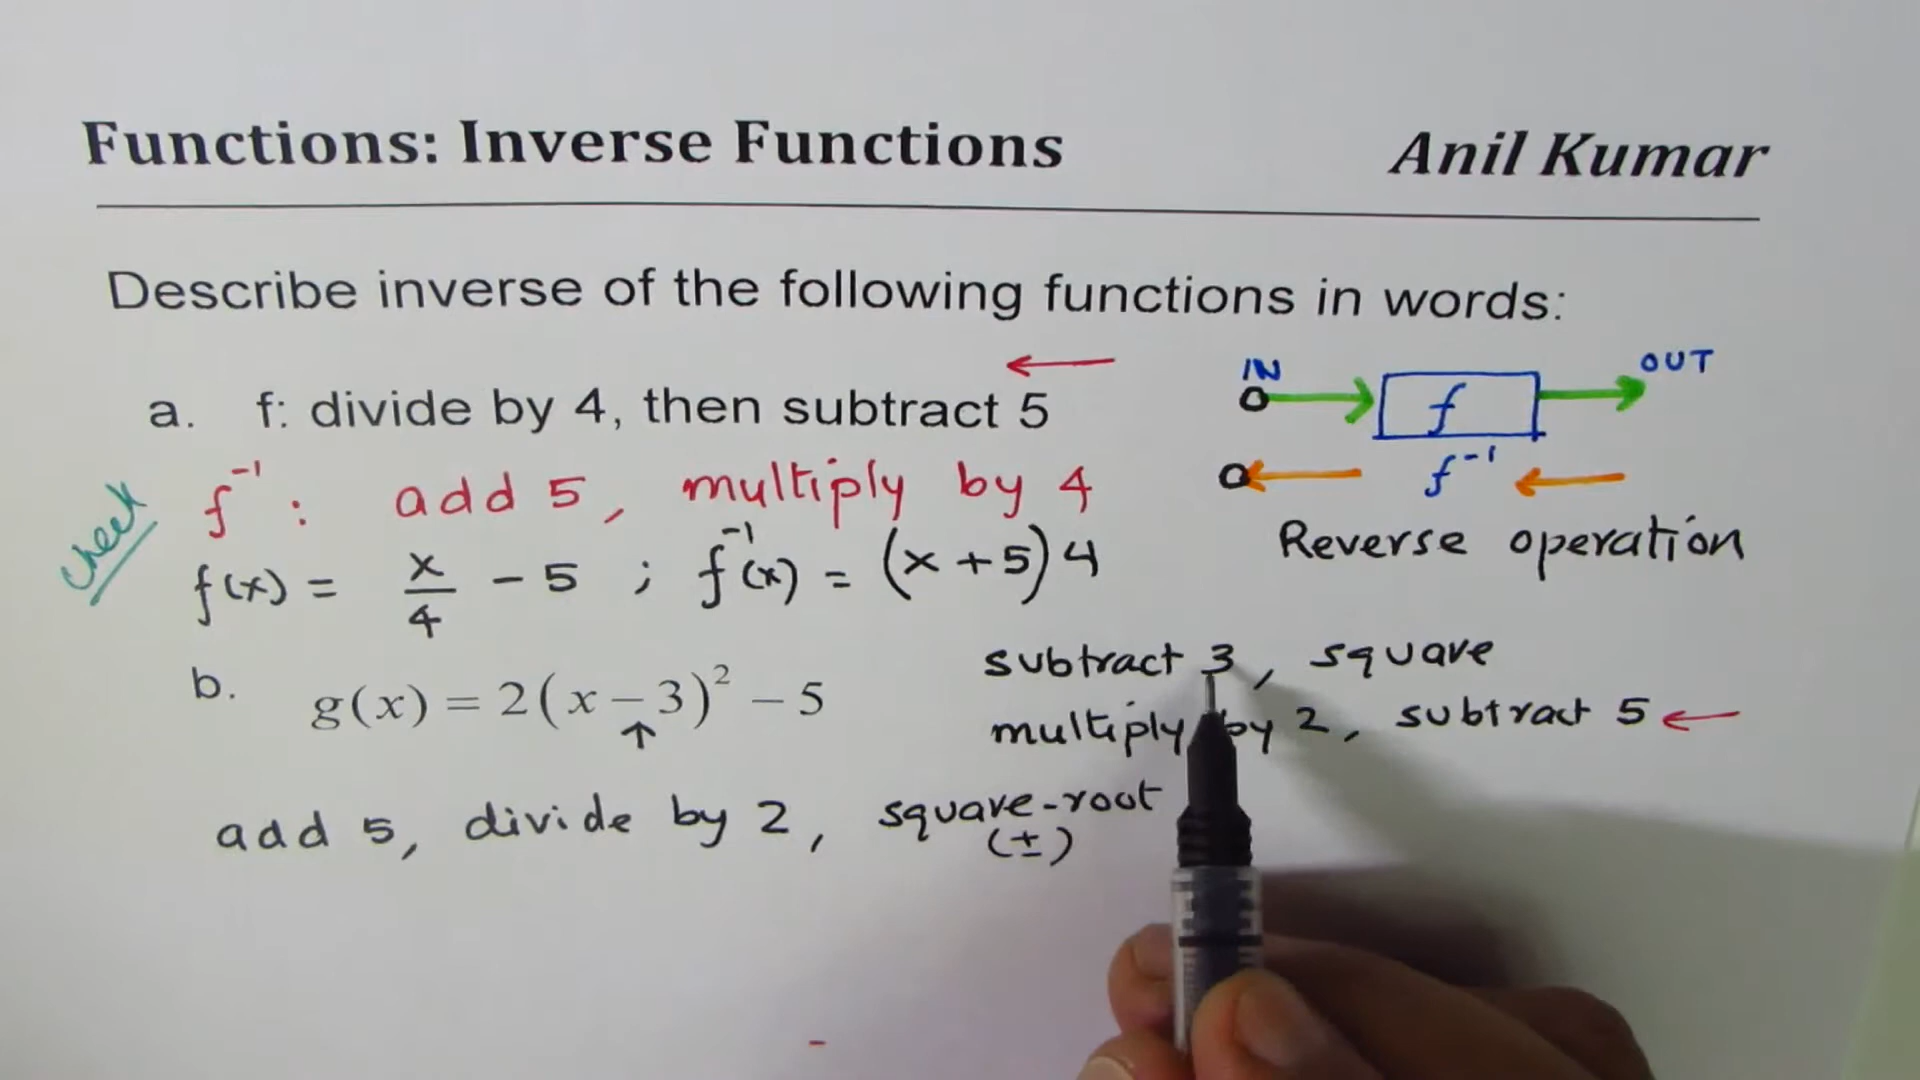 Functions: Inverse Functions Anil Kumar
Describe inverse of the following functions in words:
a. f: divide by 4, then subtract 5
IN f OUT
f⁻¹
Reverse operation
check
f⁻¹: add 5, multiply by 4
f(x) = x/4 - 5 ; f⁻¹(x) = (x+5)4
b. g(x) = 2(x-3)² - 5
subtract 3, square
multiply by 2, subtract 5
add 5, divide by 2, square-root
(±)